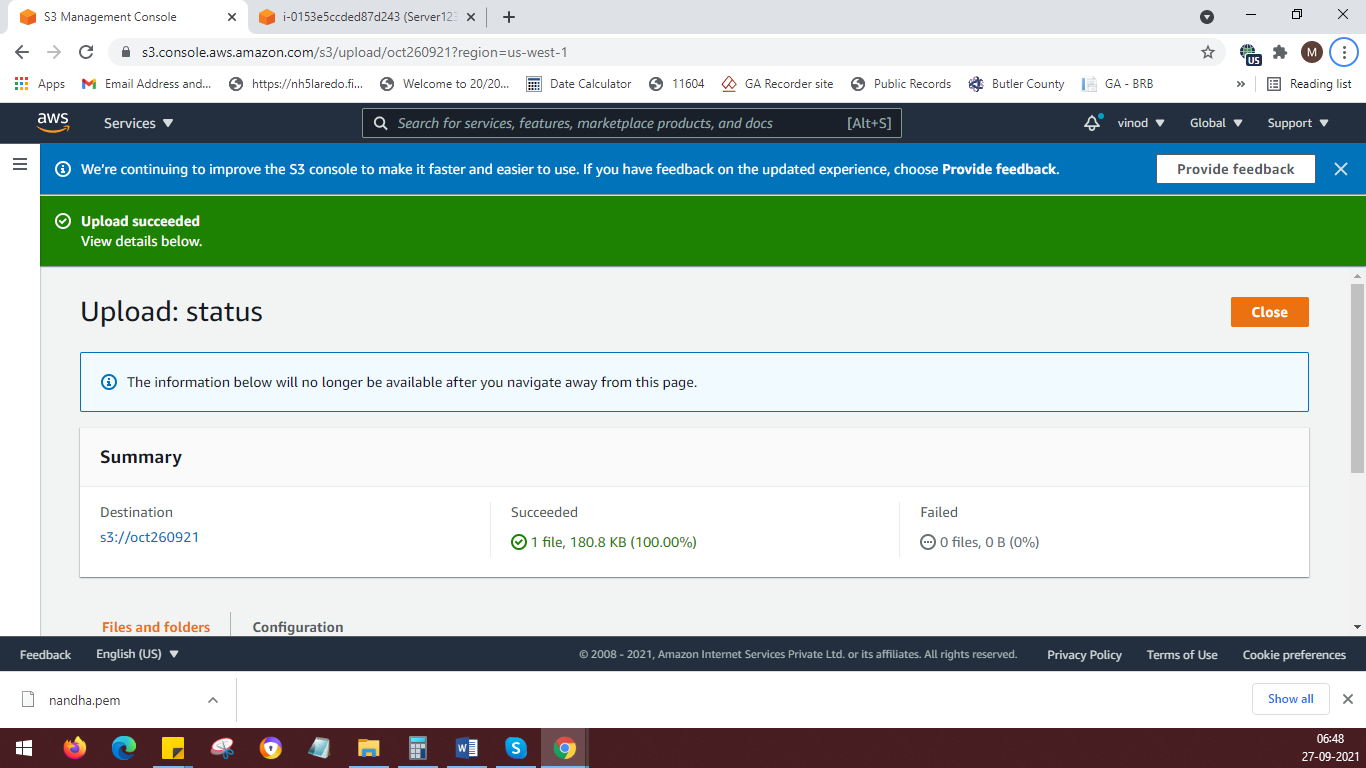 S3 Management Console
i-0153e5ccded87d243 (Server123
s3.console.aws.amazon.com/s3/upload/oct260921?region=us-west-1
US
M
Apps
Email Address and...
https://nh5laredo.fi...
Welcome to 20/20...
Date Calculator
11604
GA Recorder site
Public Records
Butler County
GA - BRB
»
Reading list
aws
Services
Search for services, features, marketplace products, and docs
[Alt+S]
vinod
Global
Support
We're continuing to improve the S3 console to make it faster and easier to use. If you have feedback on the updated experience, choose Provide feedback.
Provide feedback
Upload succeeded
View details below.
Upload: status
Close
The information below will no longer be available after you navigate away from this page.
Summary
Destination
s3://oct260921
Succeeded
1 file, 180.8 KB (100.00%)
Failed
0 files, 0 B (0%)
Files and folders
Configuration
Feedback
English (US)
© 2008 - 2021, Amazon Internet Services Private Ltd. or its affiliates. All rights reserved.
Privacy Policy
Terms of Use
Cookie preferences
nandha.pem
Show all
06:48
27-09-2021